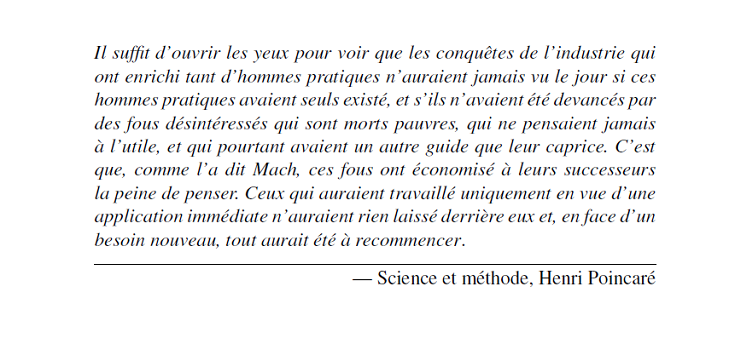 Il suffit d’ouvrir les yeux pour voir que les conquêtes de l’industrie qui
ont enrichi tant d’hommes pratiques n’auraient jamais vu le jour si ces
hommes pratiques avaient seuls existé, et s’ils n’avaient été devancés par
des fous désintéressés qui sont morts pauvres, qui ne pensaient jamais
à l’utile, et qui pourtant avaient un autre guide que leur caprice. C’est
que, comme l’a dit Mach, ces fous ont économisé à leurs successeurs
la peine de penser. Ceux qui auraient travaillé uniquement en vue d’une
application immédiate n’auraient rien laissé derrière eux et, en face d’un
besoin nouveau, tout aurait été à recommencer.
— Science et méthode, Henri Poincaré